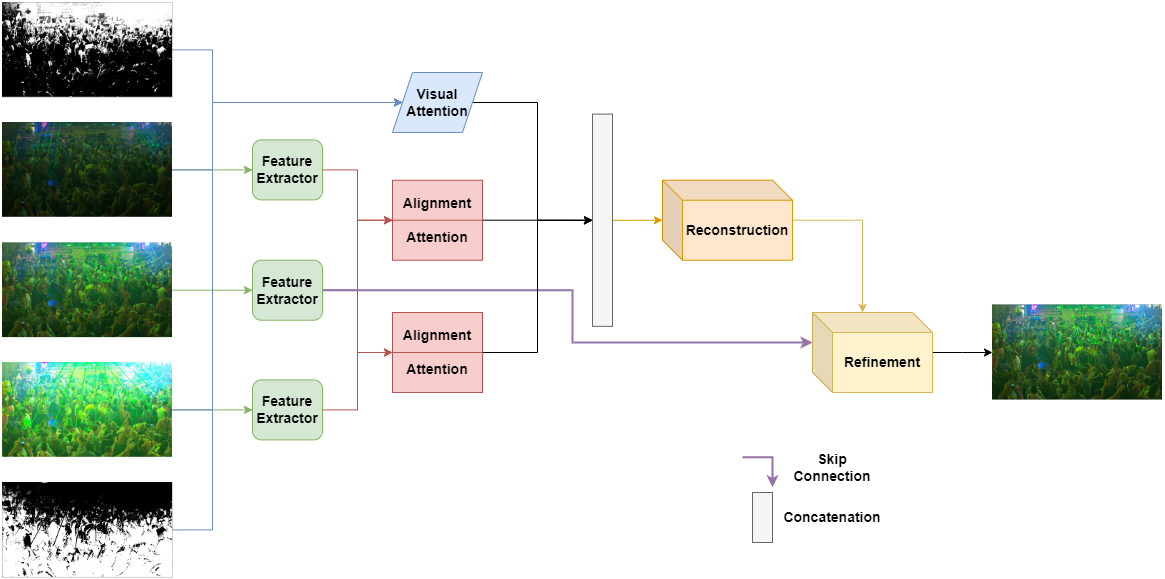 Visual
Attention
Feature
Extractor
Alignment
Attention
Reconstruction
Feature
Extractor
Alignment
Attention
Refinement
Feature
Extractor
Skip
Connection
Concatenation